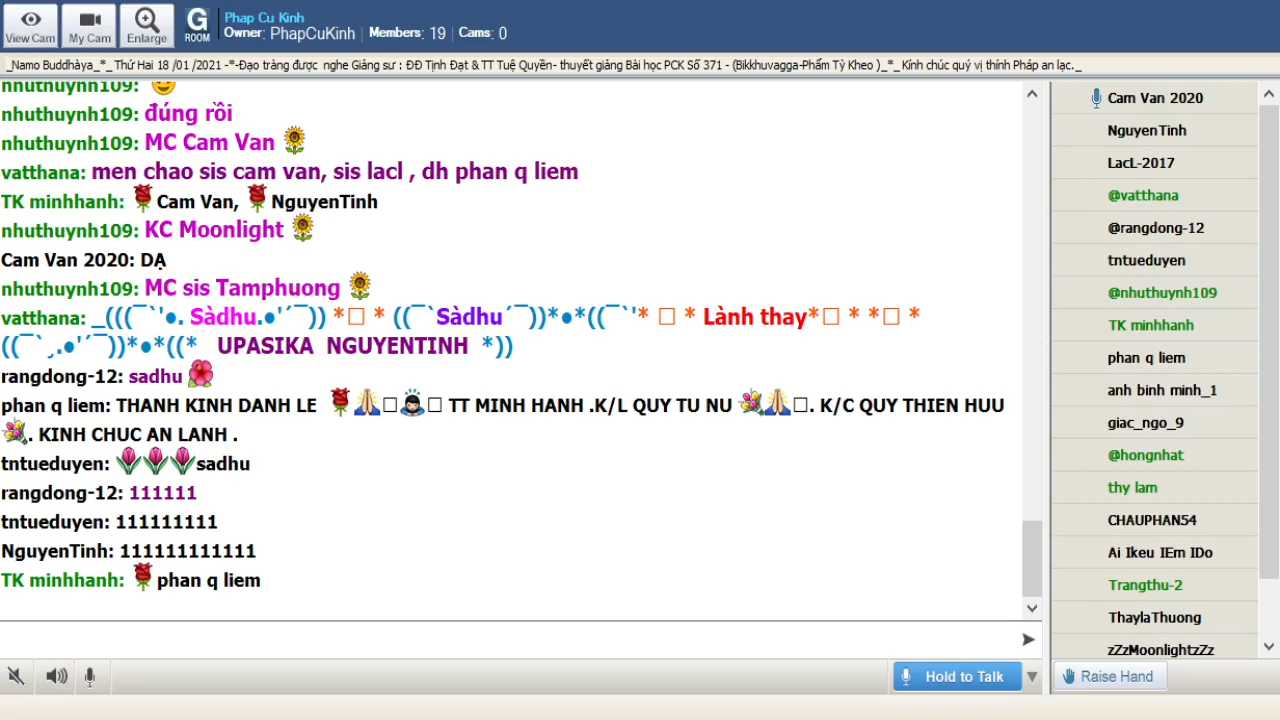 View Cam
My Cam
Enlarge
G
ROOM
Phap Cu Kinh
Owner: PhapCuKinh Members: 19 Cams: 0
_Namo Buddhàya_*_ Thứ Hai 18 /01 /2021 -*-Đạo tràng được nghe Giảng sư : ĐĐ Tịnh Đạt & TT Tuệ Quyền- thuyết giảng Bài học PCK Số 371 - (Bikkhuvagga-Phẩm Tỳ Kheo )_*_ Kính chúc quý vị thính Pháp an lạc._
nhuthuynh109: 🙂
nhuthuynh109: đúng rồi
nhuthuynh109: MC Cam Van 🌻
vatthana: men chao sis cam van, sis lacl , dh phan q liem
TK minhhanh: 🌹Cam Van, 🌹NguyenTinh
nhuthuynh109: KC Moonlight 🌻
Cam Van 2020: DẠ
nhuthuynh109: MC sis Tamphuong 🌻
vatthana: _(((¯`'●. Sàdhu.●'´¯)) *□ * ((¯`Sàdhu´¯))*●*((¯`'* □ * Lành thay*□ * *□ *
((¯`¸.●'´¯))*●*((* UPASIKA NGUYENTINH *))
rangdong-12: sadhu 🌺
phan q liem: THANH KINH DANH LE 🌹🙏□🙇□ TT MINH HANH .K/L QUY TU NU 💐🙏□. K/C QUY THIEN HUU
💐. KINH CHUC AN LANH .
tntueduyen: 🌷🌷🌷sadhu
rangdong-12: 111111
tntueduyen: 111111111
NguyenTinh: 111111111111
TK minhhanh: 🌹phan q liem
Hold to Talk
Cam Van 2020
NguyenTinh
LacL-2017
@vatthana
@rangdong-12
tntueduyen
@nhuthuynh109
TK minhhanh
phan q liem
anh binh minh_1
giac_ngo_9
@hongnhat
thy lam
CHAUPHAN54
Ai Ikeu IEm IDo
Trangthu-2
ThaylaThuong
zZzMoonlightzZz
Raise Hand